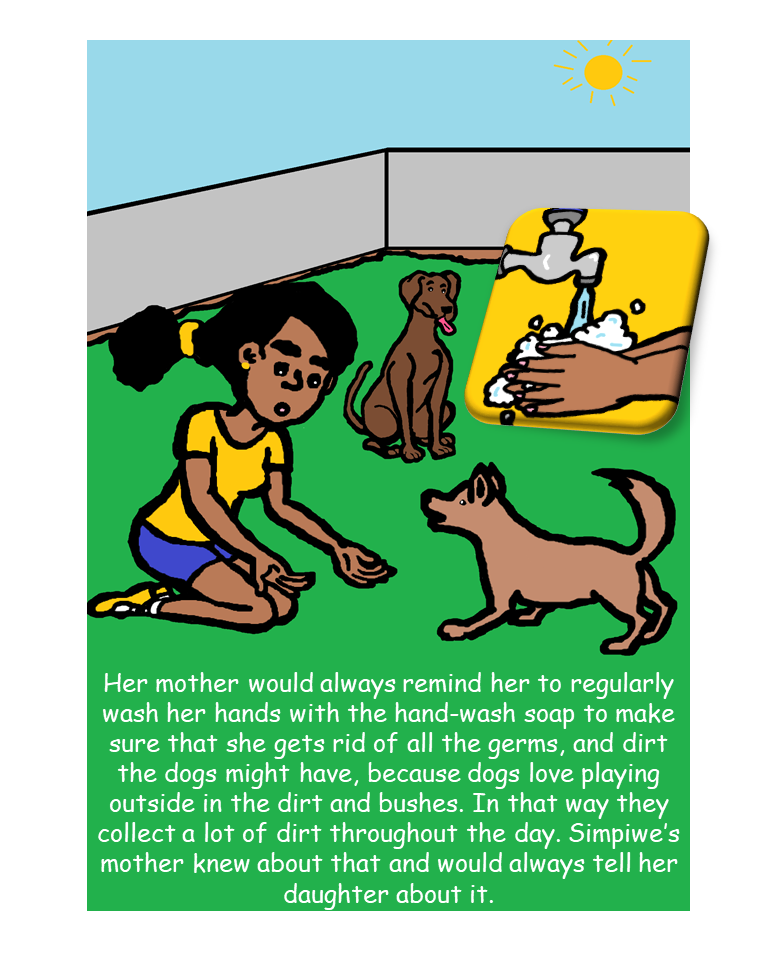 Her mother would always remind her to regularly
wash her hands with the hand-wash soap to make
sure that she gets rid of all the germs, and dirt
the dogs might have, because dogs love playing
outside in the dirt and bushes. In that way they
collect a lot of dirt throughout the day. Simpiwe's
mother knew about that and would always tell her
daughter about it.